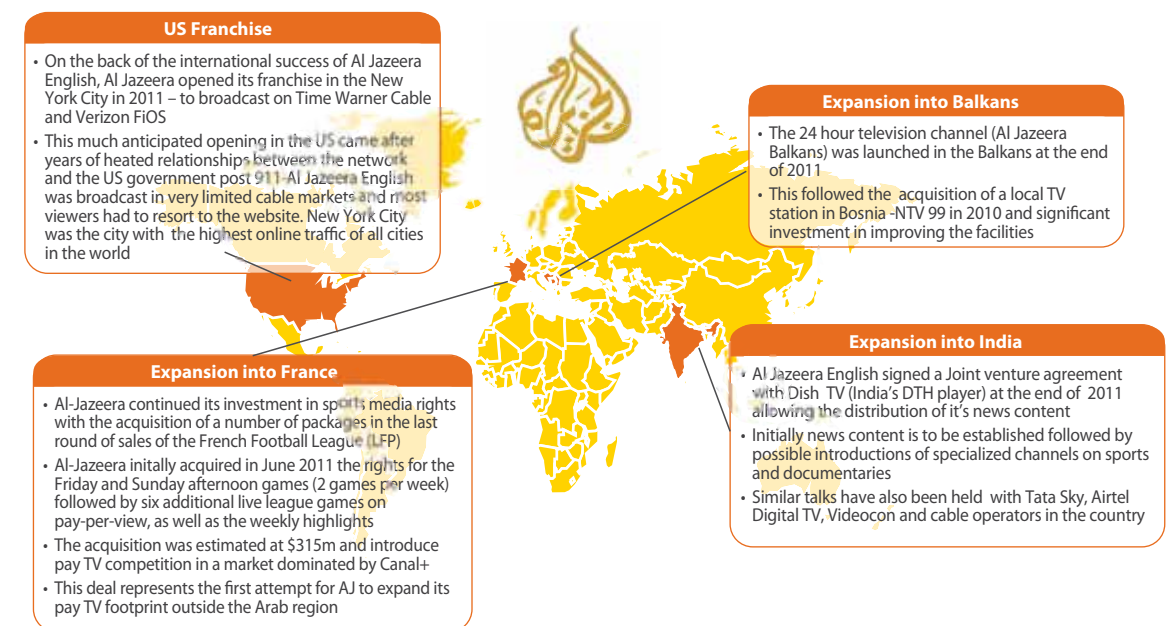 US Franchise
• On the back of the international success of Al Jazeera
English, Al Jazeera opened its franchise in the New
York City in 2011 – to broadcast on Time Warner Cable
and Verizon FiOS
• This much anticipated opening in the US came after
years of heated relationships between the network
and the US government post 911-Al Jazeera English
was broadcast in very limited cable markets and most
viewers had to resort to the website. New York City
was the city with the highest online traffic of all cities
in the world
الجزيرة
Expansion into Balkans
• The 24 hour television channel (Al Jazeera
Balkans) was launched in the Balkans at the end
of 2011
• This followed the acquisition of a local TV
station in Bosnia -NTV 99 in 2010 and significant
investment in improving the facilities
Expansion into France
• Al-Jazeera continued its investment in sports media rights
with the acquisition of a number of packages in the last
round of sales of the French Football League (LFP)
• Al-Jazeera initally acquired in June 2011 the rights for the
Friday and Sunday afternoon games (2 games per week)
followed by six additional live league games on
pay-per-view, as well as the weekly highlights
• The acquisition was estimated at $315m and introduce
pay TV competition in a market dominated by Canal+
• This deal represents the first attempt for AJ to expand its
pay TV footprint outside the Arab region
Expansion into India
• Al Jazeera English signed a Joint venture agreement
with Dish TV (India's DTH player) at the end of 2011
allowing the distribution of it's news content
• Initially news content is to be established followed by
possible introductions of specialized channels on sports
and documentaries
• Similar talks have also been held with Tata Sky, Airtel
Digital TV, Videocon and cable operators in the country